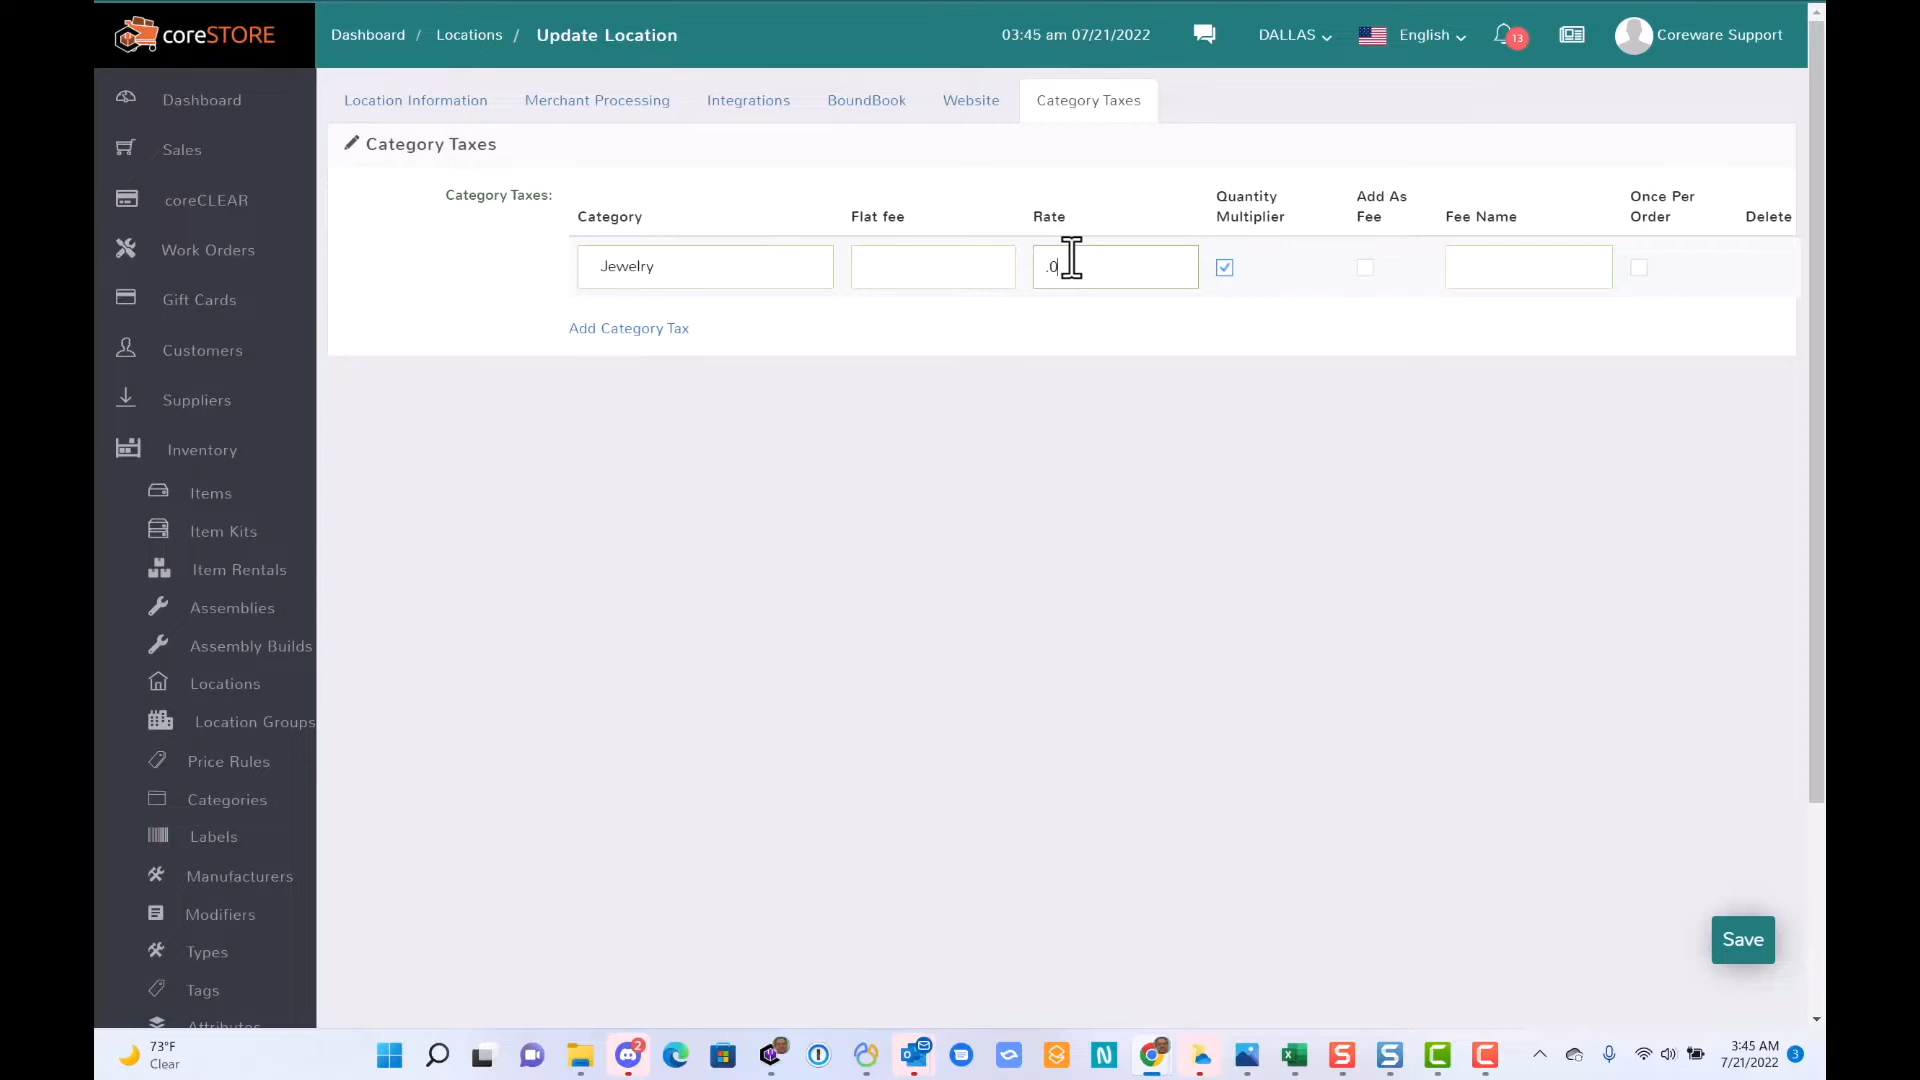 coreSTORE
Dashboard / Locations / Update Location
03:45 am 07/21/2022
DALLAS
English
13
Coreware Support
Dashboard
Sales
coreCLEAR
Work Orders
Gift Cards
Customers
Suppliers
Inventory
Items
Item Kits
Item Rentals
Assemblies
Assembly Builds
Locations
Location Groups
Price Rules
Categories
Labels
Manufacturers
Modifiers
Types
Tags
Attributes
Location Information
Merchant Processing
Integrations
BoundBook
Website
Category Taxes
Category Taxes
Category Taxes:
Category
Flat fee
Rate
Quantity Multiplier
Add As Fee
Fee Name
Once Per Order
Delete
Jewelry
.0
Add Category Tax
Save
73°F
Clear
2
3:45 AM
7/21/2022
3